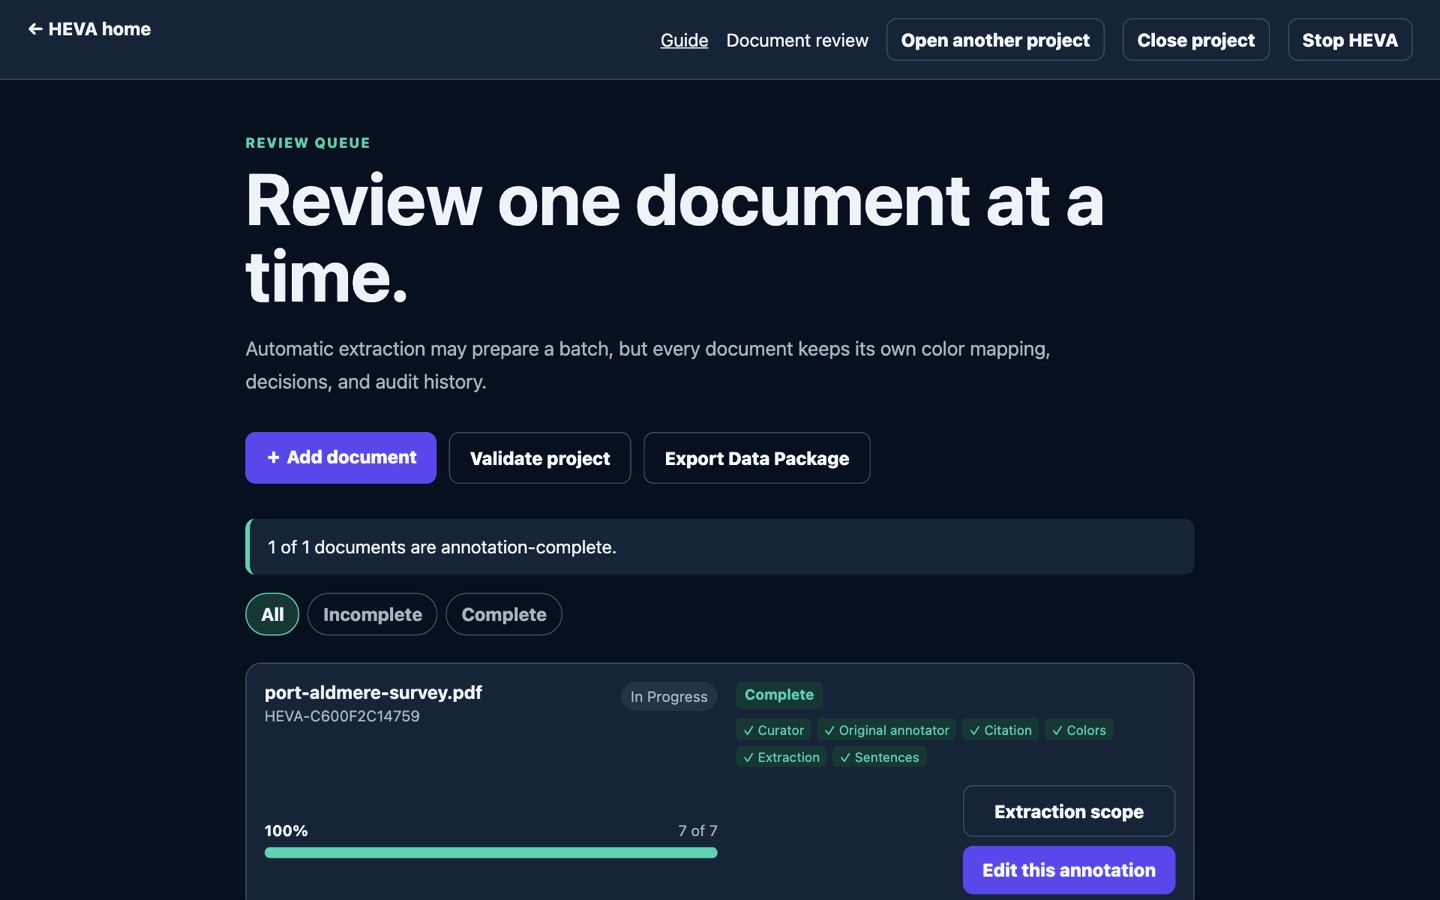 ← HEVA home
Guide
Document review
Open another project
Close project
Stop HEVA
REVIEW QUEUE
Review one document at a
time.
Automatic extraction may prepare a batch, but every document keeps its own color mapping,
decisions, and audit history.
+ Add document
Validate project
Export Data Package
1 of 1 documents are annotation-complete.
All
Incomplete
Complete
port-aldmere-survey.pdf
HEVA-C600F2C14759
In Progress
Complete
✓ Curator
✓ Original annotator
✓ Citation
✓ Colors
✓ Extraction
✓ Sentences
100%
7 of 7
Extraction scope
Edit this annotation